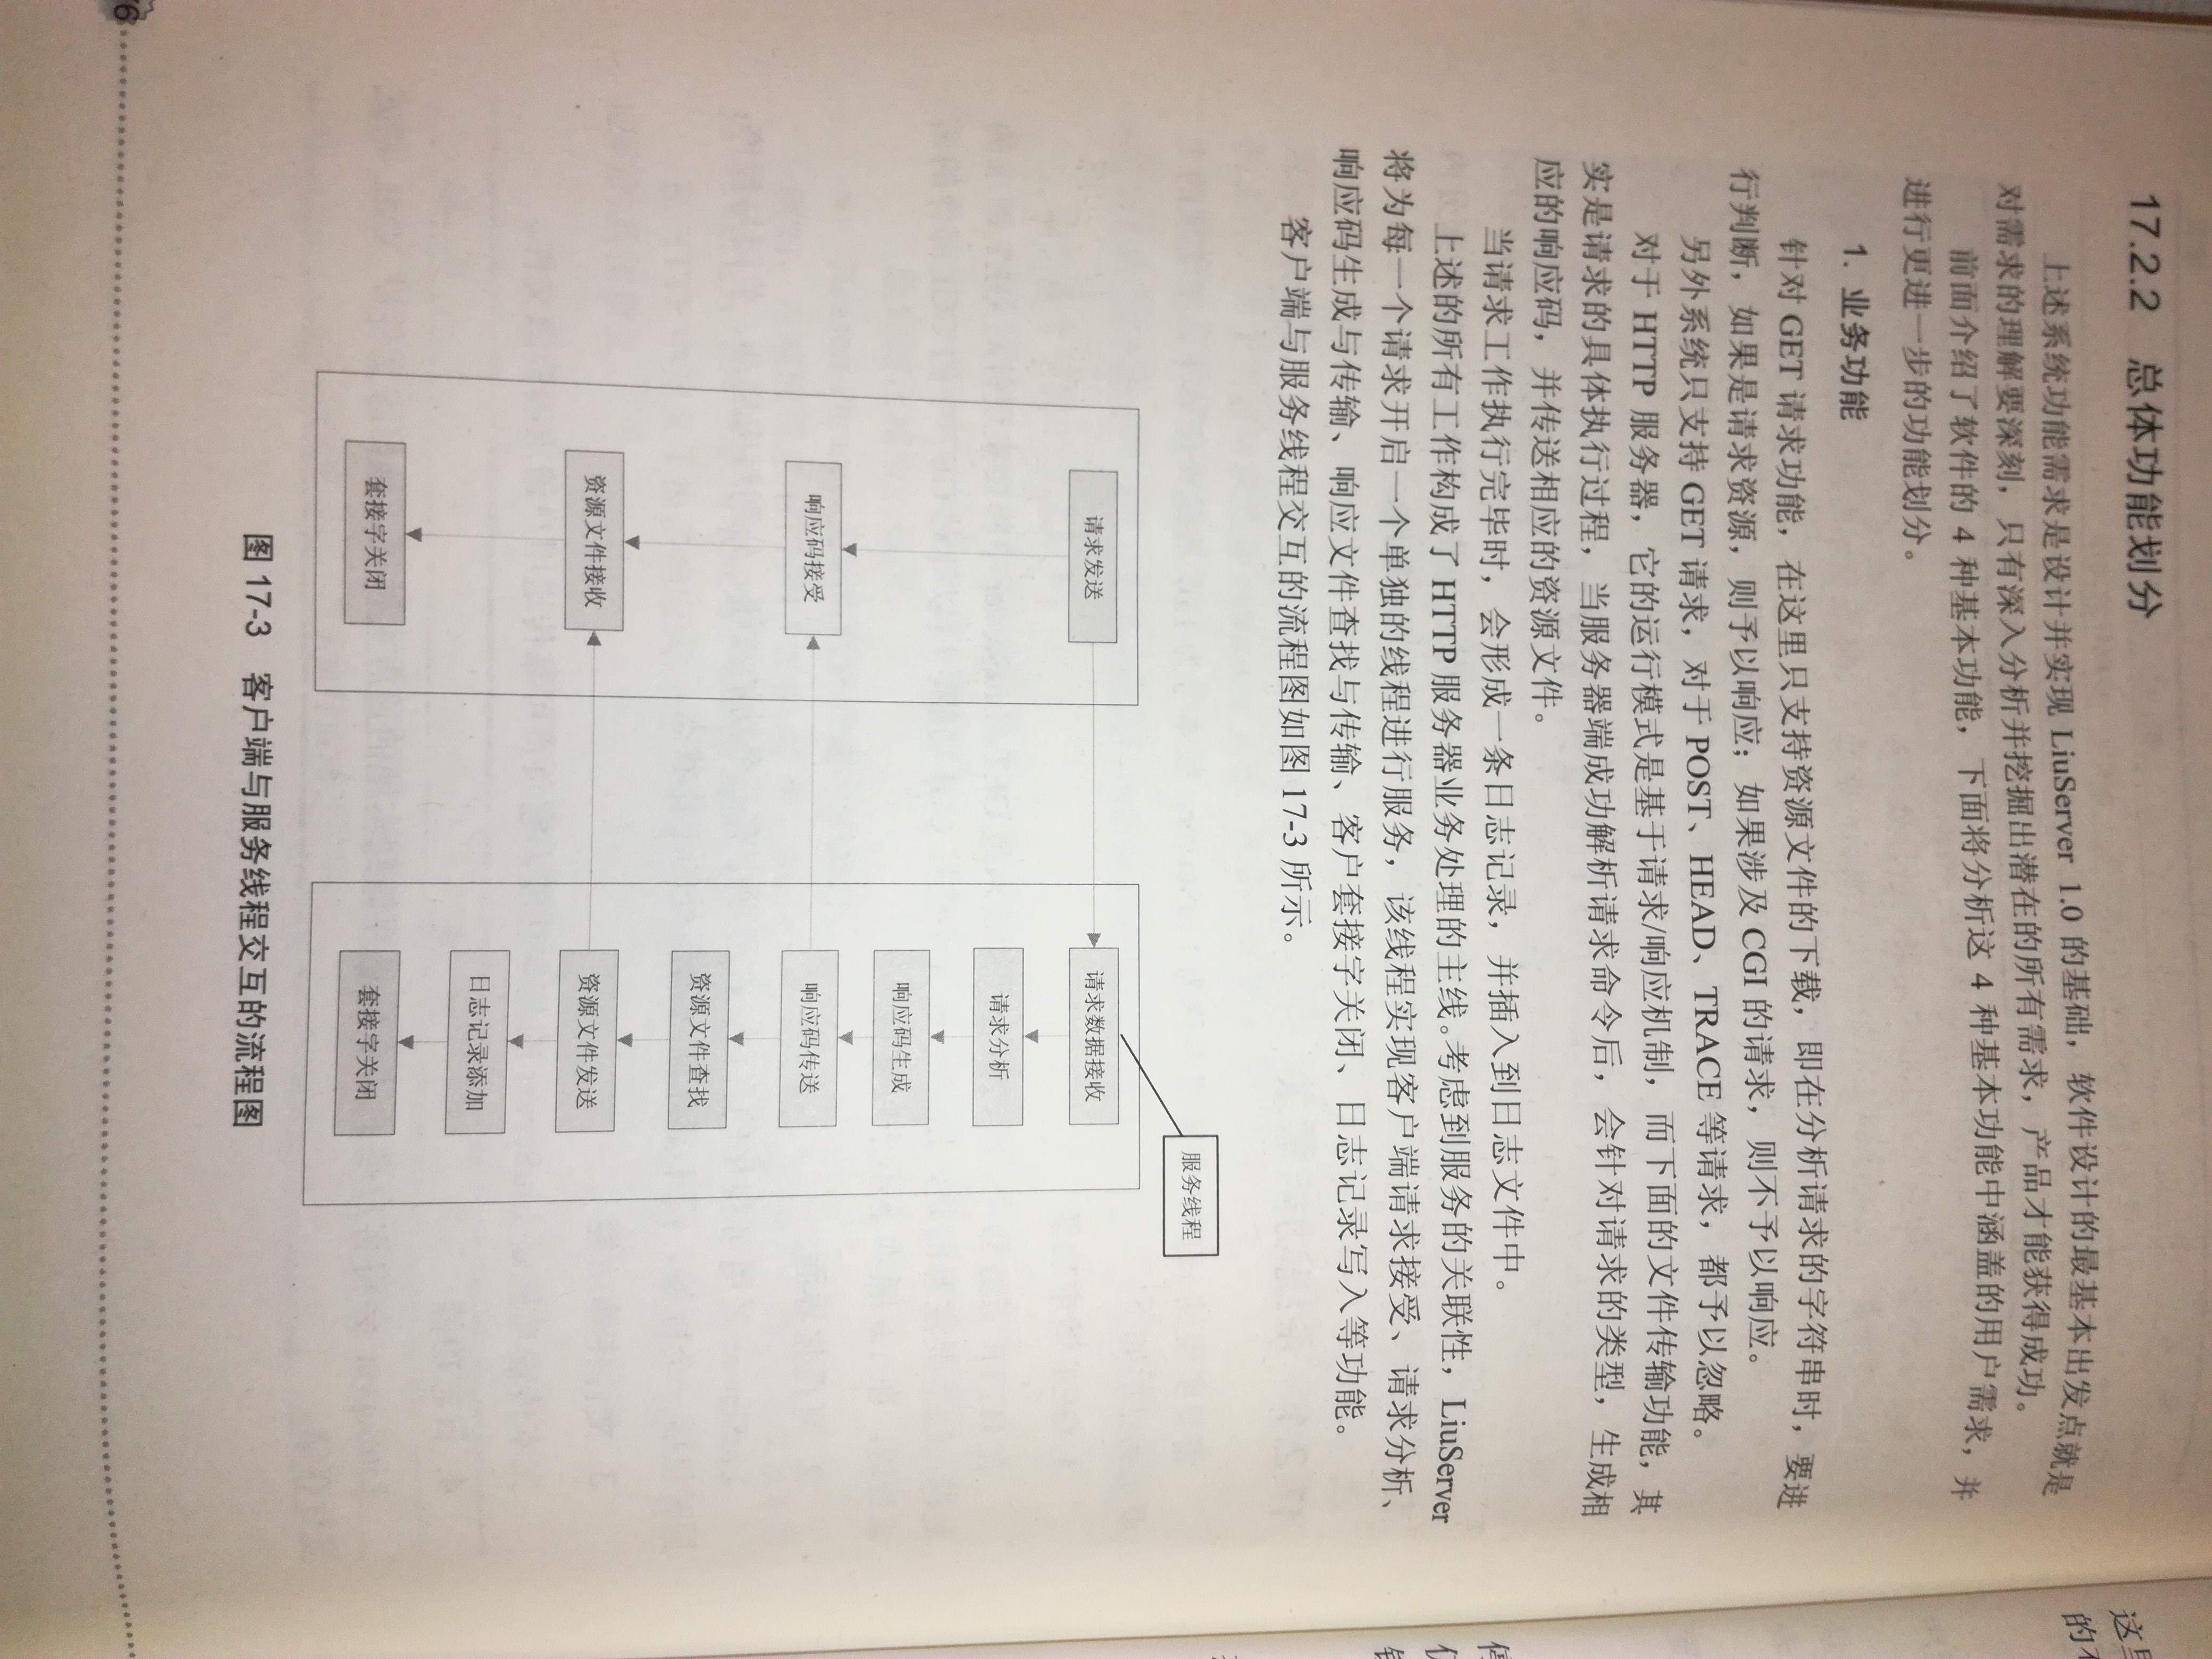 17.2.2 总体功能划分
上述系统功能需求是设计并实现 LiuServer 1.0 的基础，软件设计的最基本出发点就是
对需求的理解要深刻，只有深入分析并挖掘出潜在的所有需求，产品才能获得成功。
前面介绍了软件的 4 种基本功能，下面将分析这 4 种基本功能中涵盖的用户需求，并
进行更进一步的功能划分。
1. 业务功能
针对 GET 请求功能，在这里只支持资源文件的下载，即在分析请求的字符串时，要进
行判断，如果是请求资源，则予以响应；如果涉及 CGI 的请求，则不予以响应。
另外系统只支持 GET 请求，对于 POST、HEAD、TRACE 等请求，都予以忽略。
对于 HTTP 服务器，它的运行模式是基于请求/响应机制，而下面的文件传输功能，其
实是请求的具体执行过程，当服务器端成功解析请求命令后，会针对请求的类型，生成相
应的响应码，并传送相应的资源文件。
当请求工作执行完毕时，会形成一条日志记录，并插入到日志文件中。
上述的所有工作构成了 HTTP 服务器业务处理的主线。考虑到服务的关联性，LiuServer
将为每一个请求开启一个单独的线程进行服务，该线程实现客户端请求接受、请求分析、
响应码生成与传输、响应文件查找与传输、客户套接字关闭、日志记录写入等功能。
客户端与服务线程交互的流程图如图 17-3 所示。
服务线程
请求发送
请求数据接收
请求分析
响应码生成
响应码接受
响应码传送
资源文件查找
资源文件接收
资源文件发送
日志记录添加
套接字关闭
套接字关闭
图 17-3 客户端与服务线程交互的流程图